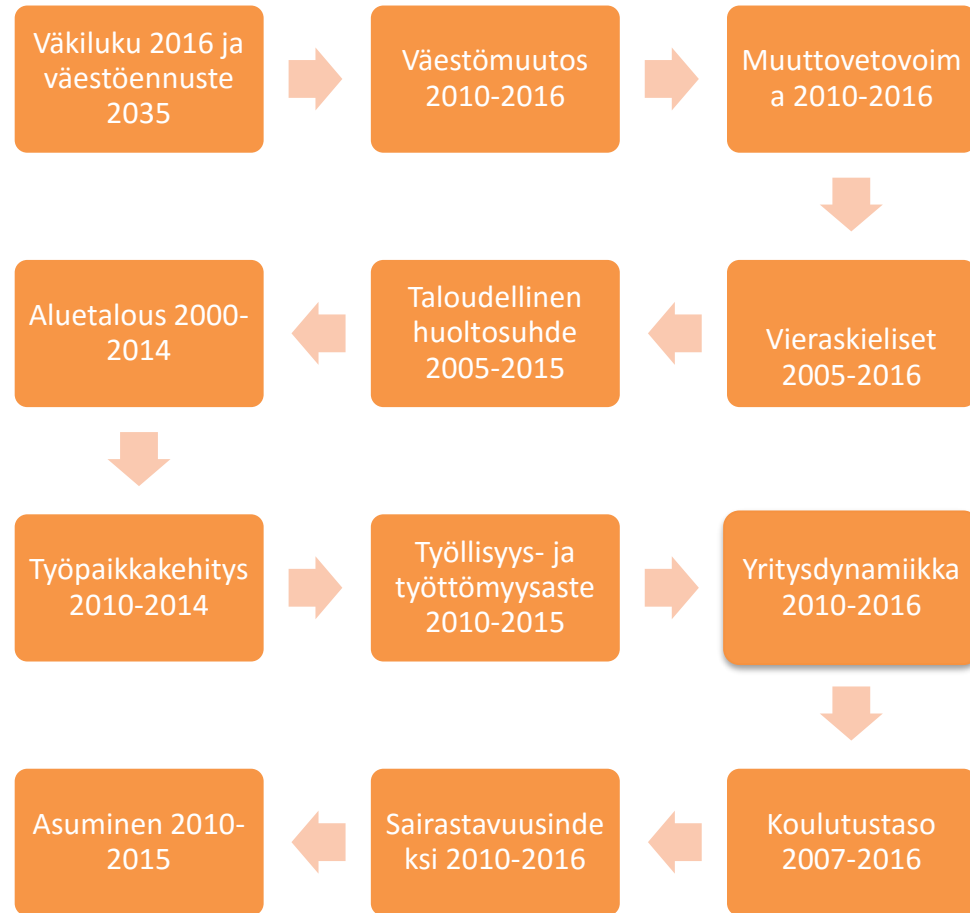 Väkiluku 2016 ja
väestöennuste
2035
Väestömuutos
2010-2016
Muuttovetovoim
a 2010-2016
Vieraskieliset
2005-2016
Taloudellinen
huoltosuhde
2005-2015
Aluetalous 2000-
2014
Työpaikkakehitys
2010-2014
Työllisyys- ja
työttömyysaste
2010-2015
Yritysdynamiikka
2010-2016
Koulutustaso
2007-2016
Sairastavuusinde
ksi 2010-2016
Asuminen 2010-
2015